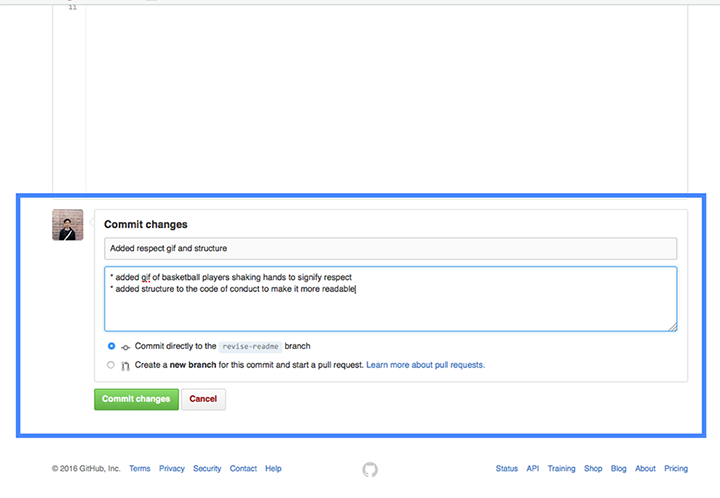 11
Commit changes
Added respect gif and structure
* added gif of basketball players shaking hands to signify respect
* added structure to the code of conduct to make it more readable
Commit directly to the revise-readme branch
Create a new branch for this commit and start a pull request. Learn more about pull requests.
Commit changes Cancel
© 2016 GitHub, Inc. Terms Privacy Security Contact Help Status API Training Shop Blog About Pricing